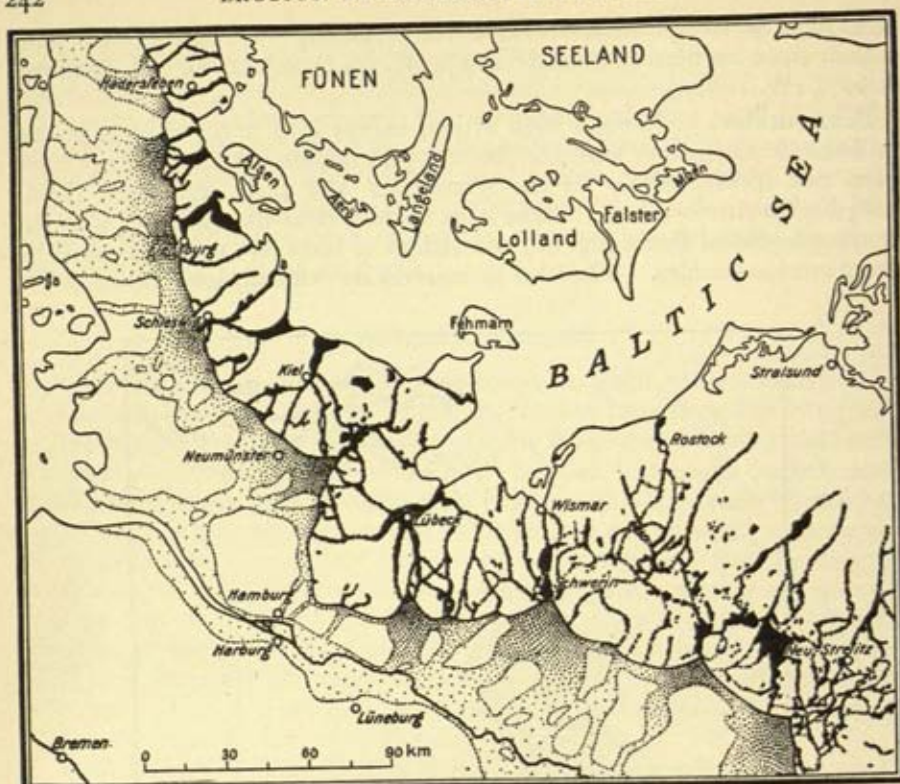 242
Hadersleben
FÜNEN
SEELAND
Alsen
Aerö
Langeland
Möen
Falster
Lolland
SEA
Schleswig
Fehmarn
BALTIC
Stralsund
Kiel
Rostock
Neumünster
Lübeck
Wismar
Schwerin
Hamburg
Harburg
Neu-Strelitz
Lüneburg
Bremen
0 30 60 90 km